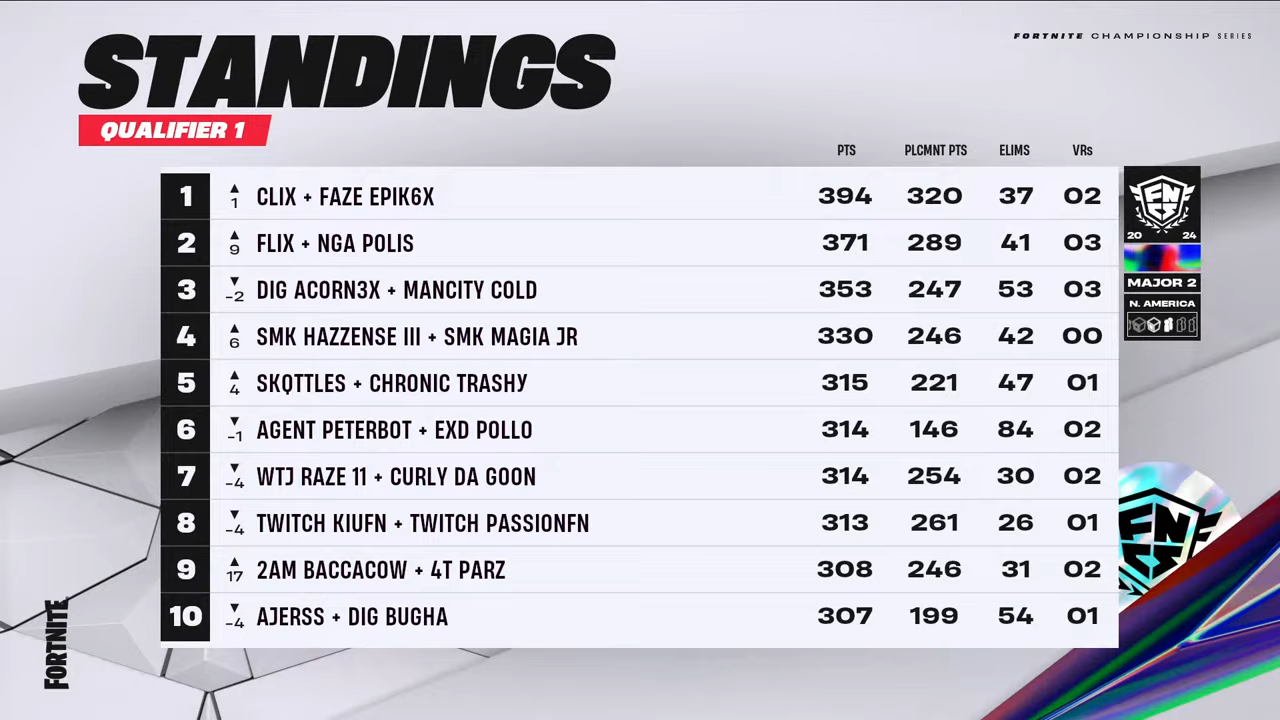 STANDINGS
FORTNITE CHAMPIONSHIP SERIES
QUALIFIER 1
PTS PLCMNT PTS ELIMS VRs
1 ▲ 1 CLIX + FAZE EPIK6X 394 320 37 02
2 ▲ 9 FLIX + NGA POLIS 371 289 41 03
3 ▼ -2 DIG ACORN3X + MANCITY COLD 353 247 53 03
4 ▲ 6 SMK HAZZENSE III + SMK MAGIA JR 330 246 42 00
5 ▲ 4 SKQTTLES + CHRONIC TRASHY 315 221 47 01
6 ▼ -1 AGENT PETERBOT + EXD POLLO 314 146 84 02
7 ▼ -4 WTJ RAZE 11 + CURLY DA GOON 314 254 30 02
8 ▼ -4 TWITCH KIUFN + TWITCH PASSIONFN 313 261 26 01
9 ▲ 17 2AM BACCACOW + 4T PARZ 308 246 31 02
10 ▼ -4 AJERSS + DIG BUGHA 307 199 54 01
FNCS
20 24
MAJOR 2
N. AMERICA
FNCS
FORTNITE